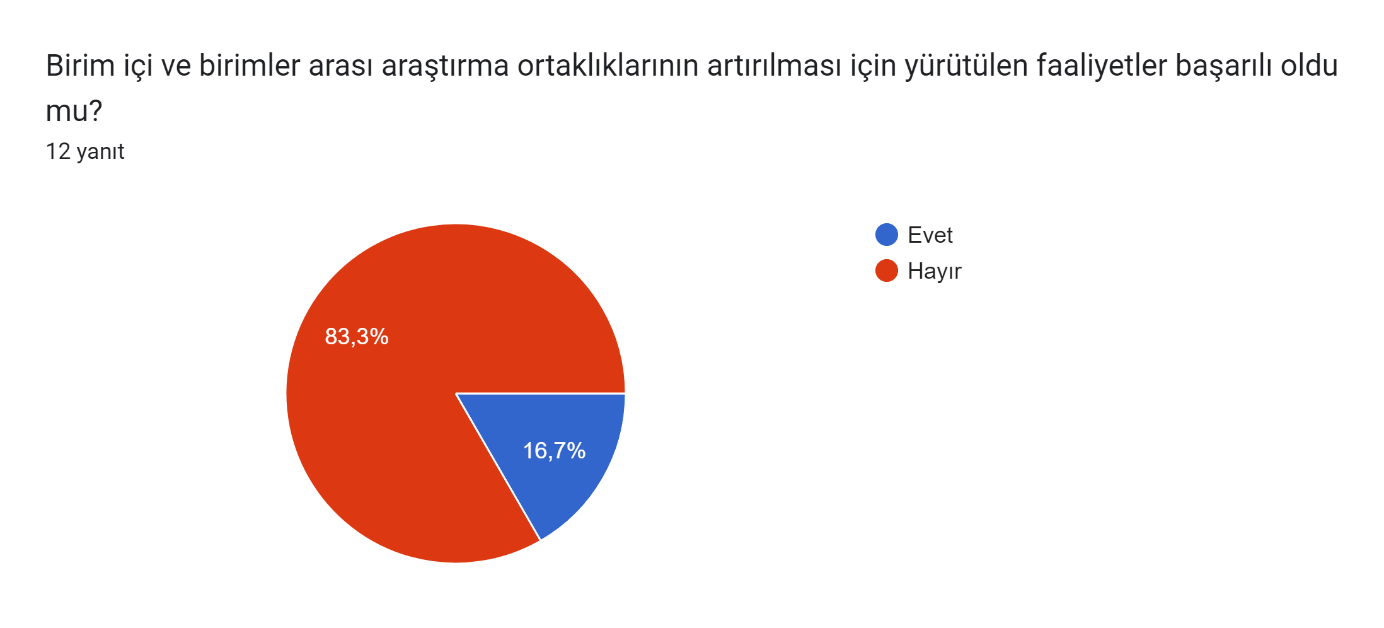 Birim içi ve birimler arası araştırma ortaklıklarının artırılması için yürütülen faaliyetler başarılı oldu
mu?
12 yanıt
Evet
Hayır
83,3%
16,7%